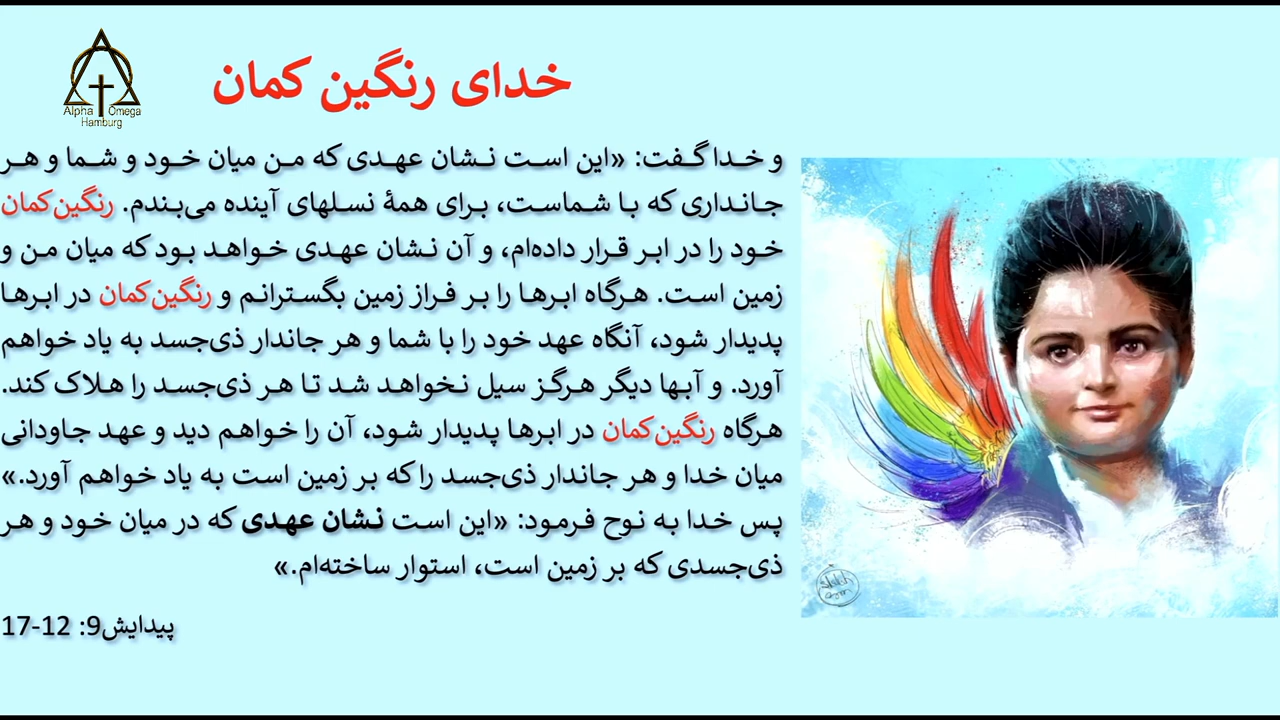 Alpha Omega
Hamburg
خدای رنگین کمان
و خدا گفت: «این است نشان عهدی که من میان خود و شما و هر
جانداری که با شماست، برای همۀ نسلهای آینده می‌بندم. رنگین‌کمان
خود را در ابر قرار داده‌ام، و آن نشان عهدی خواهد بود که میان من و
زمین است. هرگاه ابرها را بر فراز زمین بگسترانم و رنگین‌کمان در ابرها
پدیدار شود، آنگاه عهد خود را با شما و هر جاندار ذی‌جسد به یاد خواهم
آورد. و آبها دیگر هرگز سیل نخواهد شد تا هر ذی‌جسد را هلاک کند.
هرگاه رنگین‌کمان در ابرها پدیدار شود، آن را خواهم دید و عهد جاودانی
میان خدا و هر جاندار ذی‌جسد را که بر زمین است به یاد خواهم آورد.»
پس خدا به نوح فرمود: «این است نشان عهدی که در میان خود و هر
ذی‌جسدی که بر زمین است، استوار ساخته‌ام.»
پیدایش9: 12-17